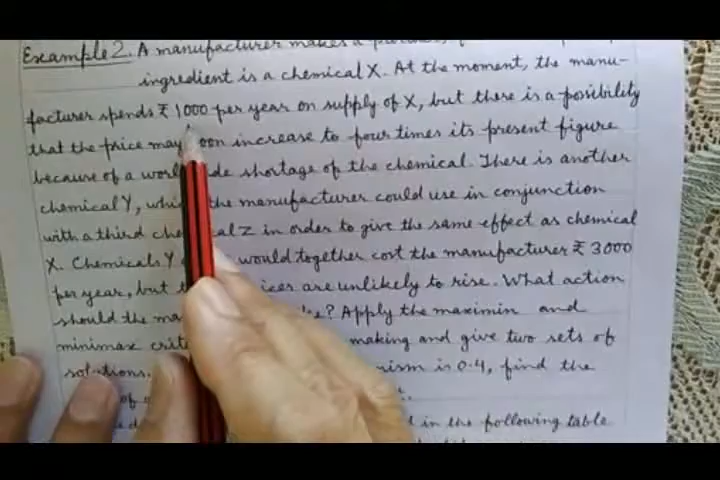 Example 2. A manufacturer makes a
ingredient is a chemical X. At the moment, the manu-
facturer spends ₹ 1000 per year on supply of X, but there is a possibility
that the price may soon increase to four times its present figure
because of a shortage of the chemical. There is another
chemical Y, the manufacturer could use in conjunction
with a third Z in order to give the same effect as chemical
X. Chemicals Y would together cost the manufacturer ₹ 3000
per year, but are unlikely to rise. What action
should the ? Apply the maximin and
minimax making and give two sets of
solutions. is 0.4, find the
of
in the following table